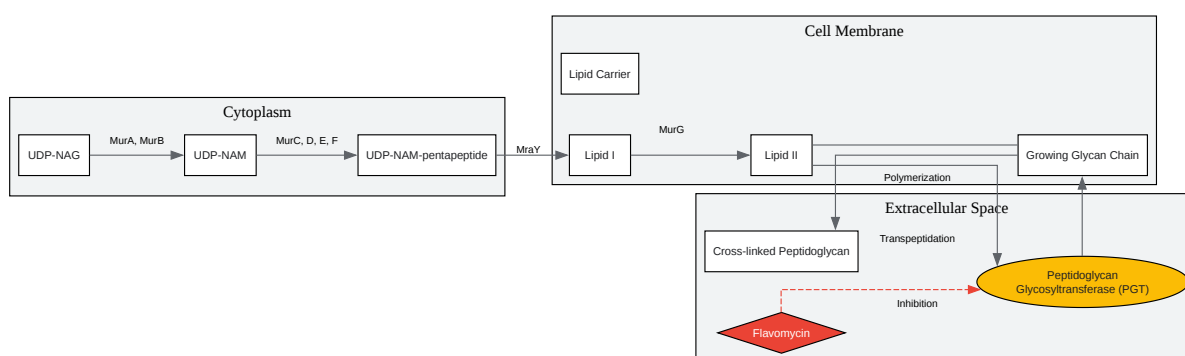 Cell Membrane
Lipid Carrier
Cytoplasm
UDP-NAG
MurA, MurB
UDP-NAM
MurC, D, E, F
UDP-NAM-pentapeptide
MraY
Lipid I
MurG
Lipid II
Growing Glycan Chain
Polymerization
Extracellular Space
Cross-linked Peptidoglycan
Transpeptidation
Peptidoglycan
Glycosyltransferase (PGT)
Inhibition
Flavomycin